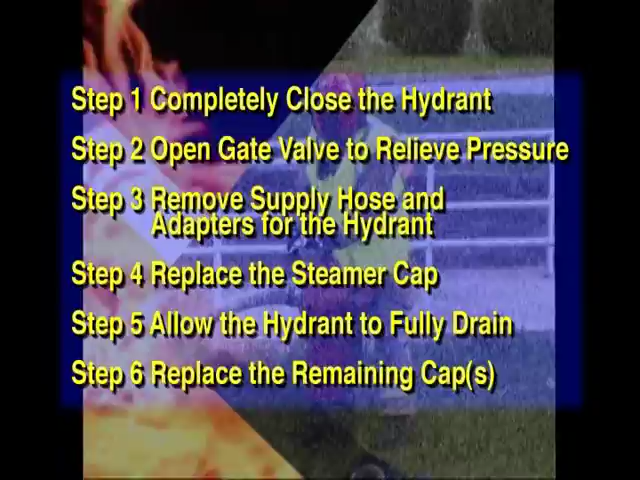 Step 1 Completely Close the Hydrant
Step 2 Open Gate Valve to Relieve Pressure
Step 3 Remove Supply Hose and
Adapters for the Hydrant
Step 4 Replace the Steamer Cap
Step 5 Allow the Hydrant to Fully Drain
Step 6 Replace the Remaining Cap(s)